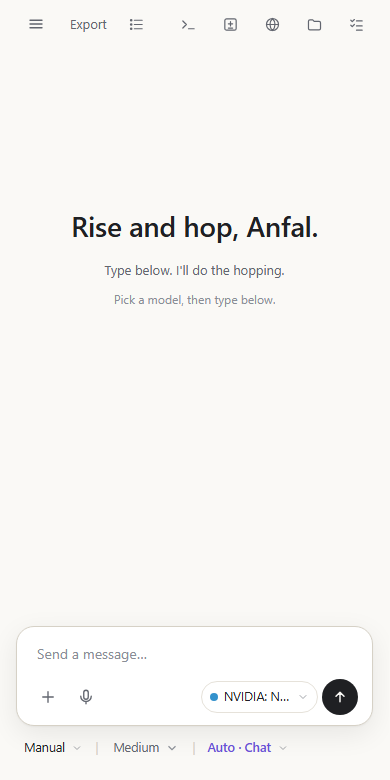 Export
Rise and hop, Anfal.
Type below. I'll do the hopping.
Pick a model, then type below.
Send a message...
NVIDIA: N...
Manual | Medium | Auto · Chat